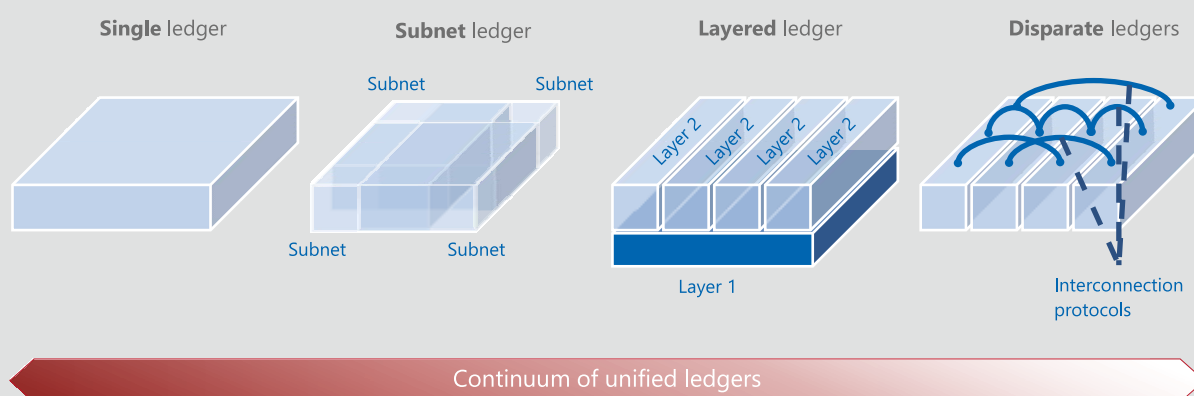 Single ledger
Subnet ledger
Layered ledger
Disparate ledgers
Subnet
Subnet
Layer 2
Layer 2
Layer 2
Layer 2
Subnet
Subnet
Layer 1
Interconnection
protocols
Continuum of unified ledgers